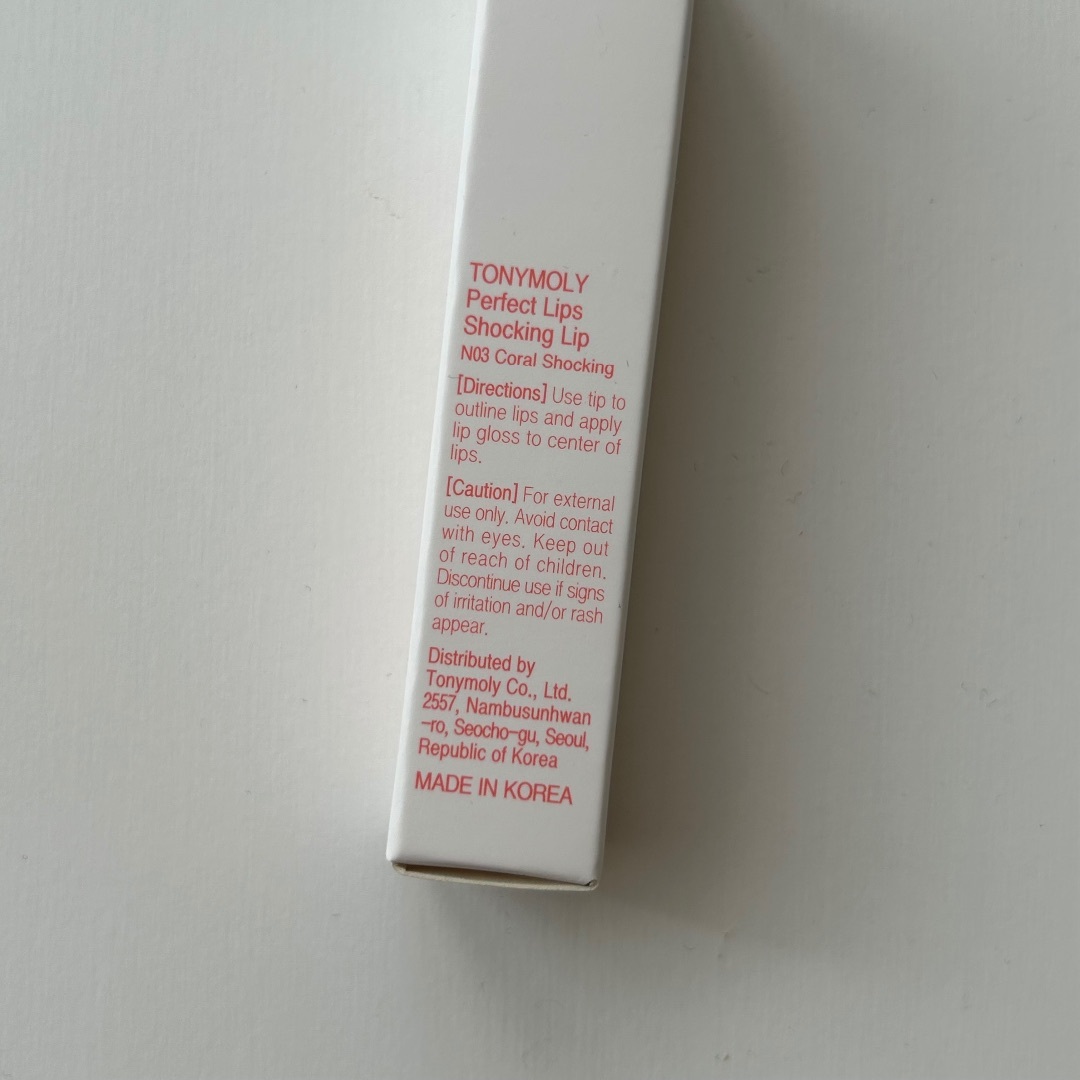 TONYMOLY
Perfect Lips
Shocking Lip
N03 Coral Shocking
[Directions] Use tip to
outline lips and apply
lip gloss to center of
lips.
[Caution] For external
use only. Avoid contact
with eyes. Keep out
of reach of children.
Discontinue use if signs
of irritation and/or rash
appear.
Distributed by
Tonymoly Co., Ltd.
2557, Nambusunhwan
-ro, Seocho-gu, Seoul,
Republic of Korea
MADE IN KOREA